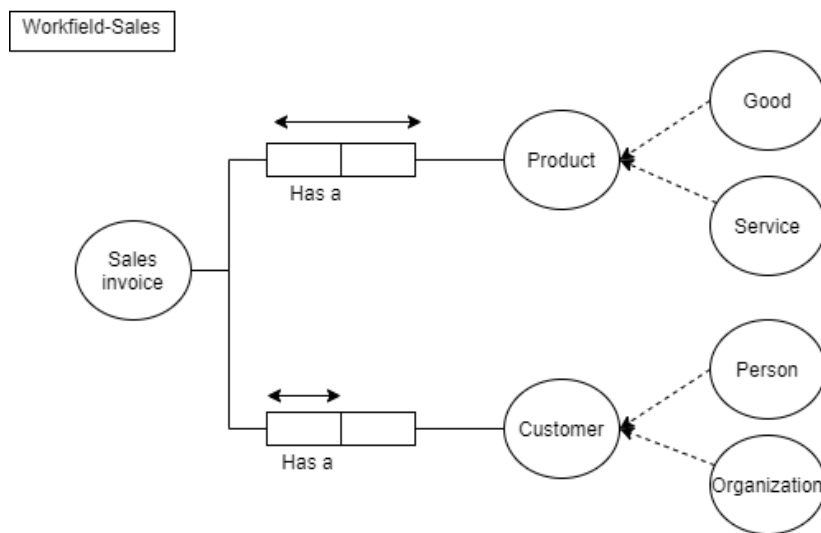 Workfield-Sales
Good
Product
Has a
Service
Sales
invoice
Person
Customer
Has a
Organization